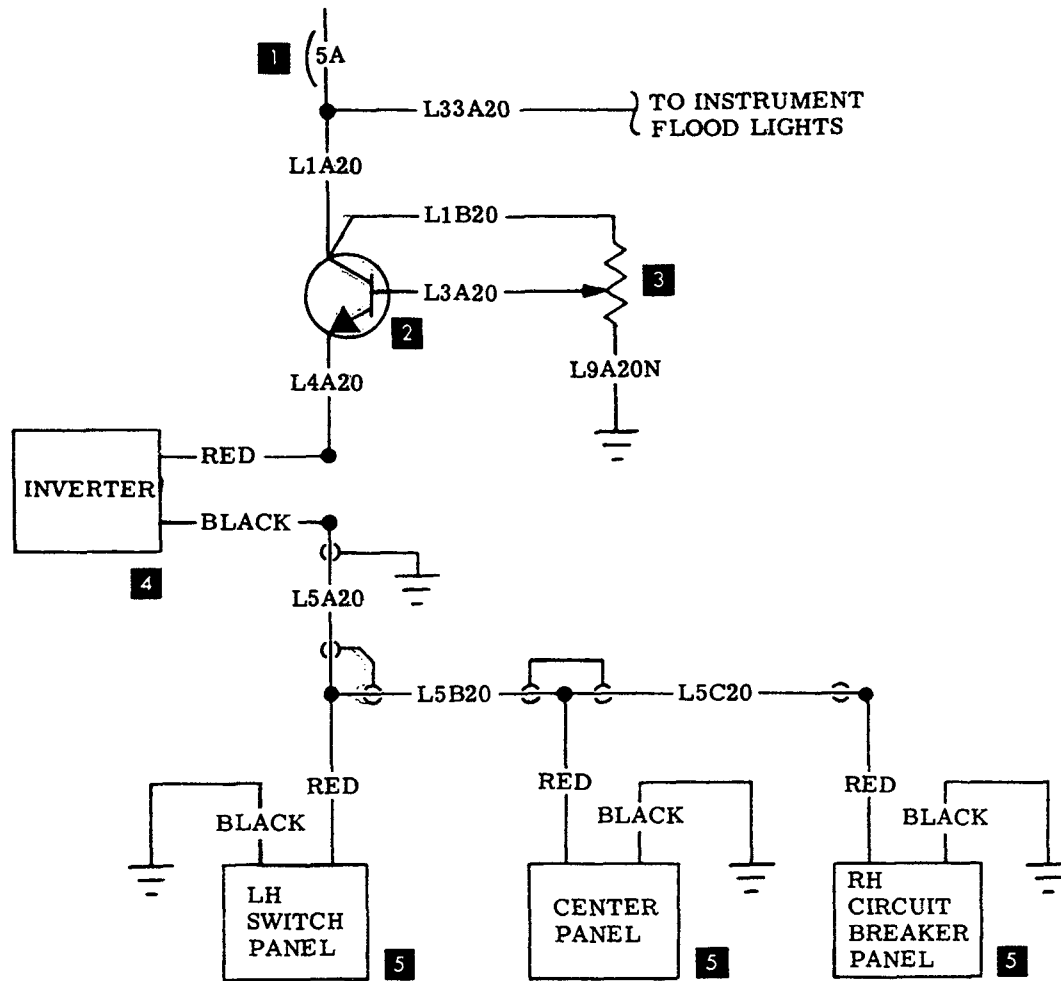 1
5A
L33A20
TO INSTRUMENT
FLOOD LIGHTS
L1A20
L1B20
L3A20
3
2
L4A20
L9A20N
RED
INVERTER
BLACK
4
L5A20
L5B20
L5C20
RED
RED
RED
BLACK
BLACK
BLACK
LH
SWITCH
PANEL
5
CENTER
PANEL
5
RH
CIRCUIT
BREAKER
PANEL
5